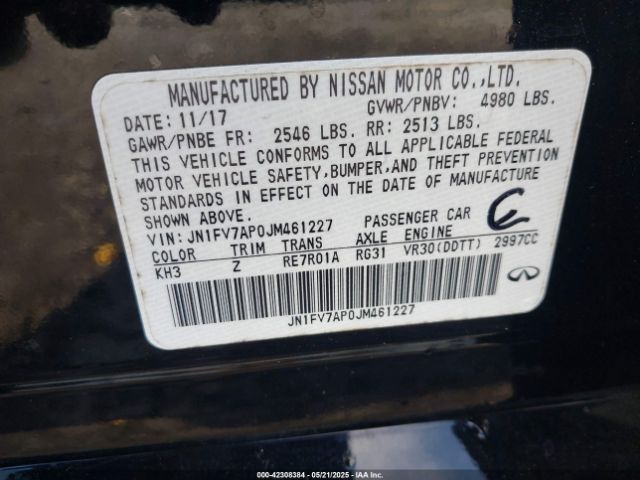 MANUFACTURED BY NISSAN MOTOR CO.,LTD.
DATE: 11/17 GVWR/PNBV: 4980 LBS.
GAWR/PNBE FR: 2546 LBS. RR: 2513 LBS.
THIS VEHICLE CONFORMS TO ALL APPLICABLE FEDERAL
MOTOR VEHICLE SAFETY,BUMPER,AND THEFT PREVENTION
STANDARDS IN EFFECT ON THE DATE OF MANUFACTURE
SHOWN ABOVE.
VIN: JN1FV7AP0JM461227 PASSENGER CAR
COLOR TRIM TRANS AXLE ENGINE
KH3 Z RE7R01A RG31 VR30(DDTT) 2997CC
JN1FV7AP0JM461227
000-42308384 05/21/2025 IAAI.COM